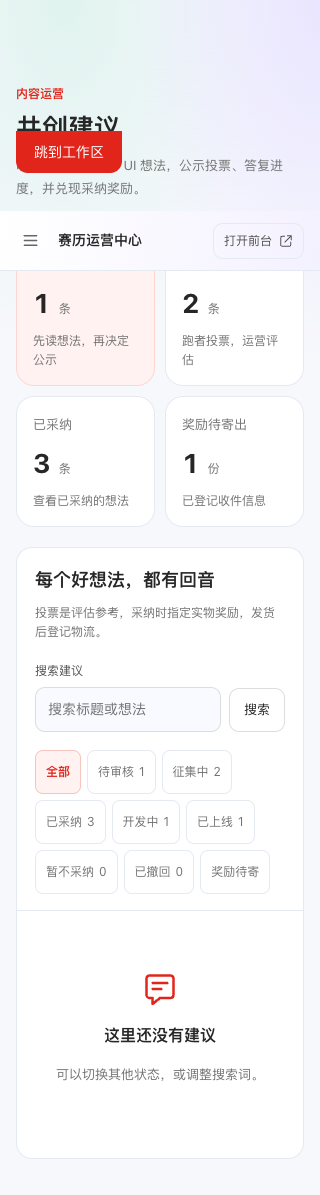 内容运营
共创建议
跳到工作区
UI 想法，公示投票、答复进
度，并兑现采纳奖励。
赛历运营中心
打开前台
1 条
2 条
先读想法，再决定
公示
跑者投票，运营评
估
已采纳
奖励待寄出
3 条
1 份
查看已采纳的想法
已登记收件信息
每个好想法，都有回音
投票是评估参考，采纳时指定实物奖励，发货
后登记物流。
搜索建议
搜索标题或想法
搜索
全部
待审核 1
征集中 2
已采纳 3
开发中 1
已上线 1
暂不采纳 0
已撤回 0
奖励待寄
这里还没有建议
可以切换其他状态，或调整搜索词。